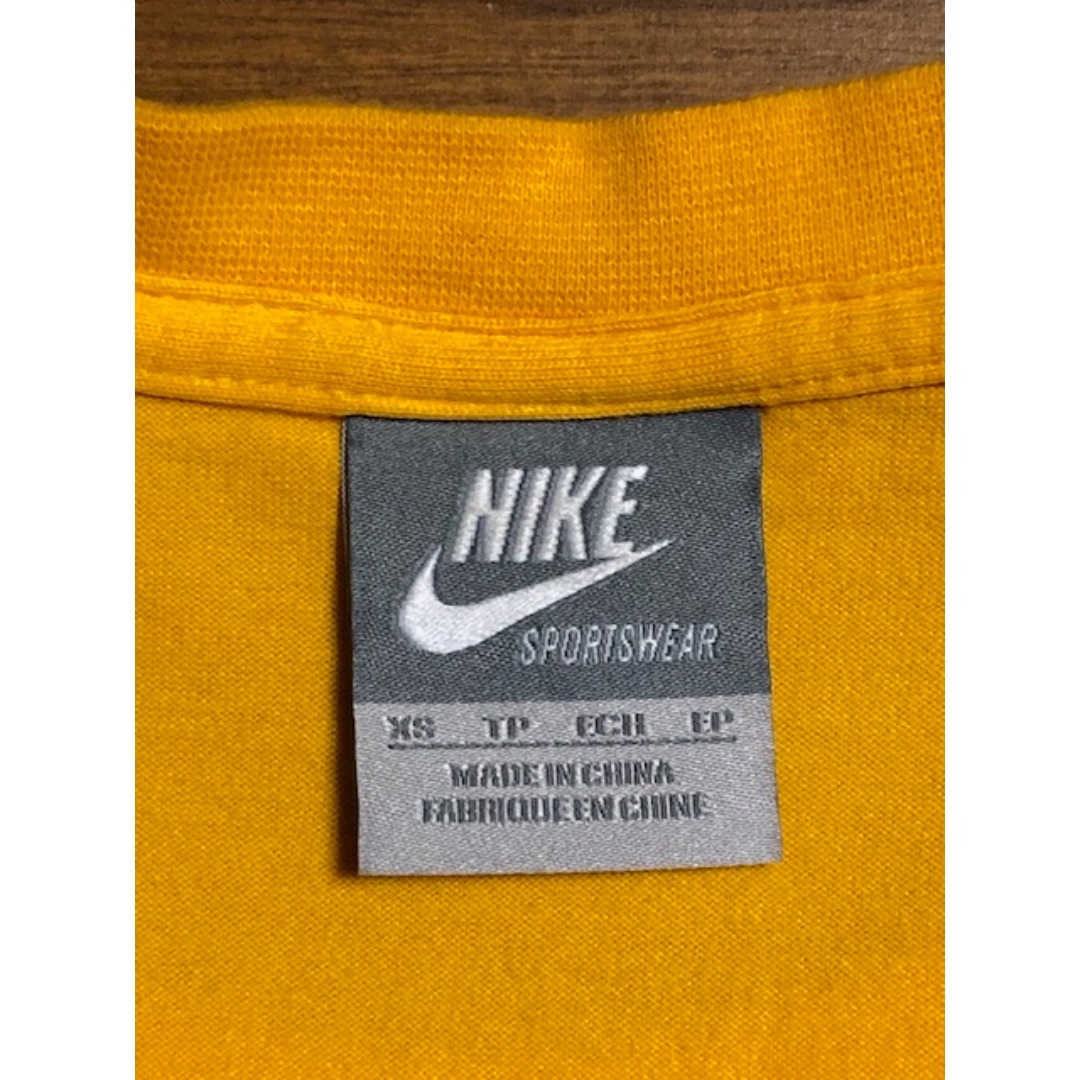 NIKE
SPORTSWEAR
XS TP ECH EP
MADE IN CHINA
FABRIQUE EN CHINE